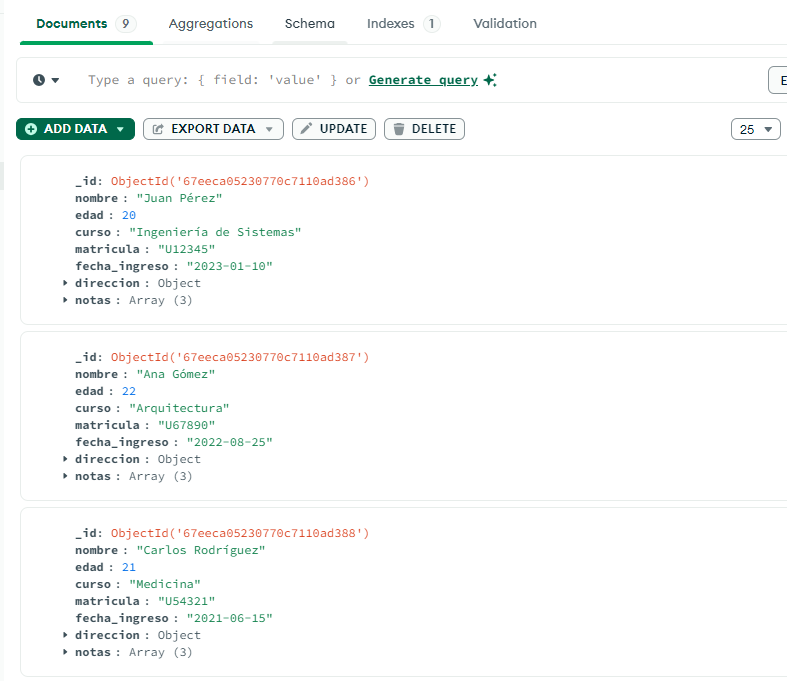 Documents 9 Aggregations Schema Indexes 1 Validation
Type a query: { field: 'value' } or Generate query
E
ADD DATA EXPORT DATA UPDATE DELETE 25
_id: ObjectId('67eeca05230770c7110ad386')
nombre : "Juan Pérez"
edad : 20
curso : "Ingeniería de Sistemas"
matricula : "U12345"
fecha_ingreso : "2023-01-10"
direccion : Object
notas : Array (3)
_id: ObjectId('67eeca05230770c7110ad387')
nombre : "Ana Gómez"
edad : 22
curso : "Arquitectura"
matricula : "U67890"
fecha_ingreso : "2022-08-25"
direccion : Object
notas : Array (3)
_id: ObjectId('67eeca05230770c7110ad388')
nombre : "Carlos Rodríguez"
edad : 21
curso : "Medicina"
matricula : "U54321"
fecha_ingreso : "2021-06-15"
direccion : Object
notas : Array (3)